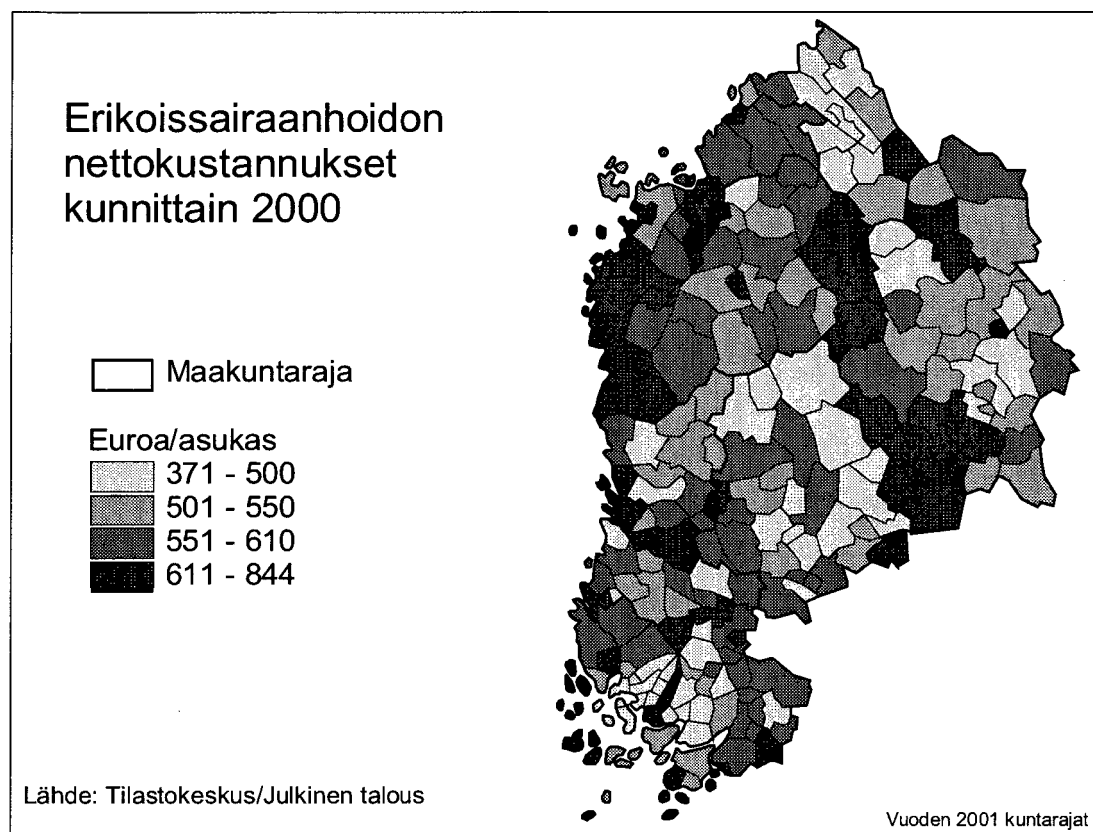 Erikoissairaanhoidon
nettokustannukset
kunnittain 2000
Maakuntaraja
Euroa/asukas
371 - 500
501 - 550
551 - 610
611 - 844
Lähde: Tilastokeskus/Julkinen talous
Vuoden 2001 kuntarajat